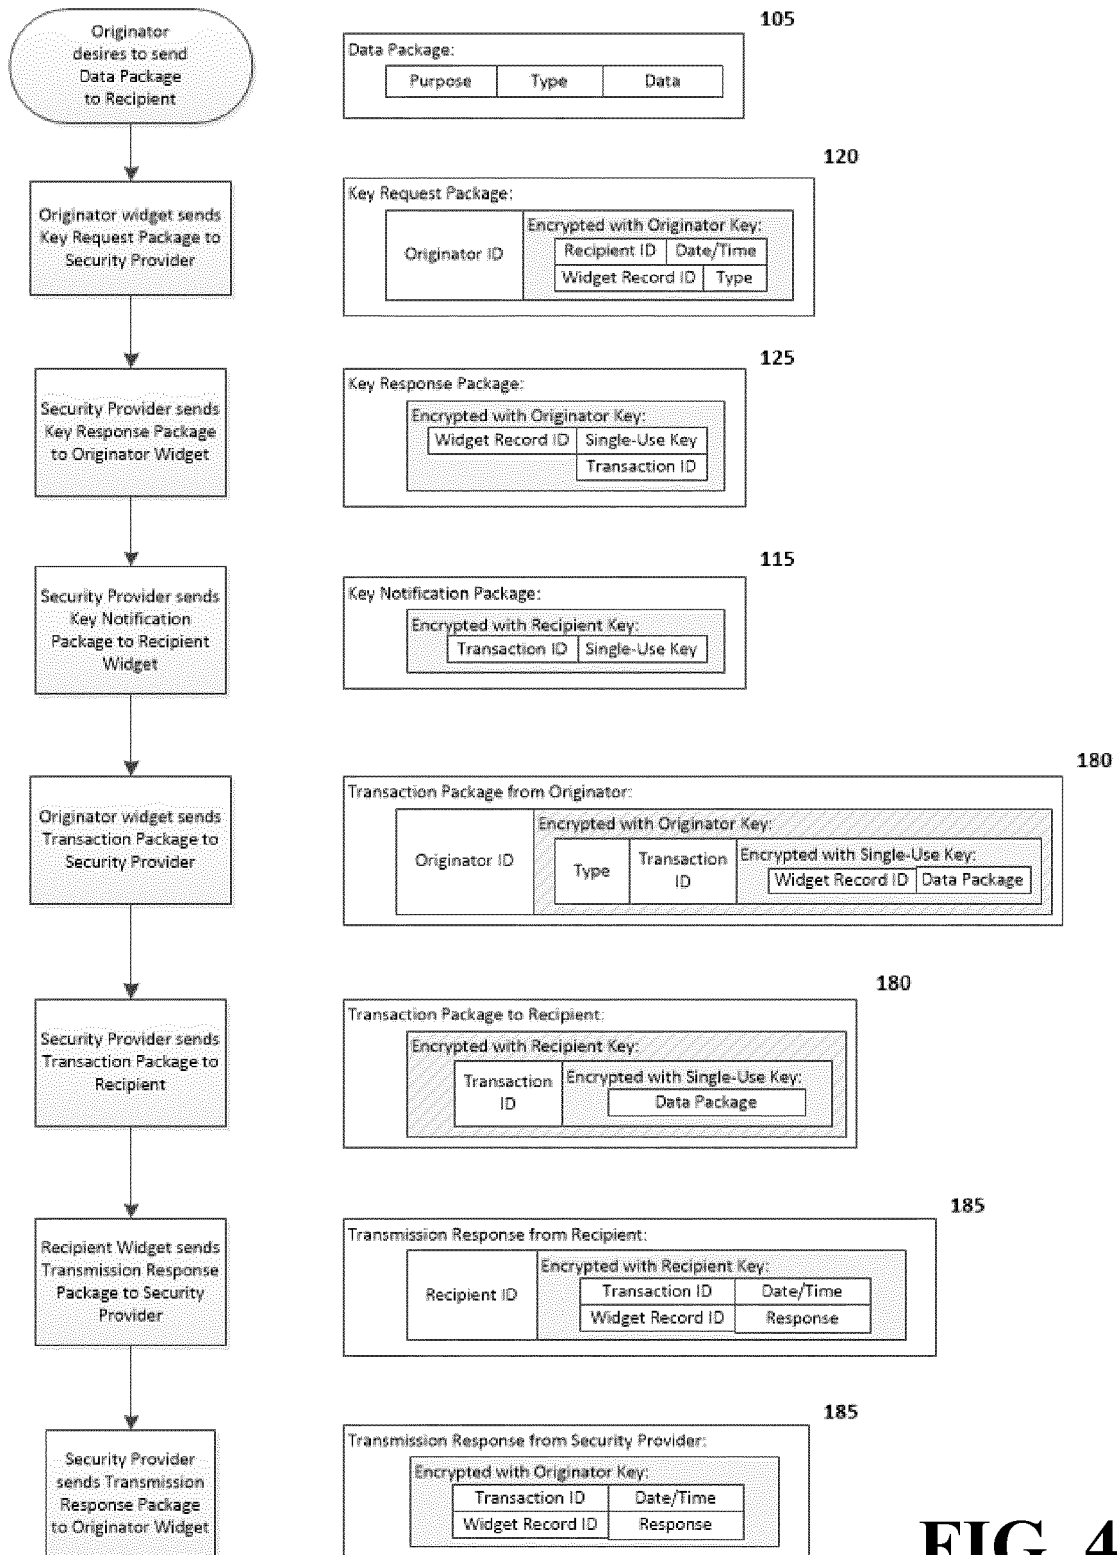 Originator
desires to send
Data Package
to Recipient
105
Data Package:
Purpose Type Data
120
Originator widget sends
Key Request Package to
Security Provider
Key Request Package:
Originator ID
Encrypted with Originator Key:
Recipient ID Date/Time
Widget Record ID Type
125
Security Provider sends
Key Response Package
to Originator Widget
Key Response Package:
Encrypted with Originator Key:
Widget Record ID Single-Use Key
Transaction ID
115
Security Provider sends
Key Notification
Package to Recipient
Widget
Key Notification Package:
Encrypted with Recipient Key:
Transaction ID Single-Use Key
180
Originator widget sends
Transaction Package to
Security Provider
Transaction Package from Originator:
Originator ID
Encrypted with Originator Key:
Type
Transaction
ID
Encrypted with Single-Use Key:
Widget Record ID Data Package
180
Security Provider sends
Transaction Package to
Recipient
Transaction Package to Recipient:
Encrypted with Recipient Key:
Transaction
ID
Encrypted with Single-Use Key:
Data Package
185
Recipient Widget sends
Transmission Response
Package to Security
Provider
Transmission Response from Recipient:
Recipient ID
Encrypted with Recipient Key:
Transaction ID Date/Time
Widget Record ID Response
185
Security Provider
sends Transmission
Response Package
to Originator Widget
Transmission Response from Security Provider:
Encrypted with Originator Key:
Transaction ID Date/Time
Widget Record ID Response
FIG. 4